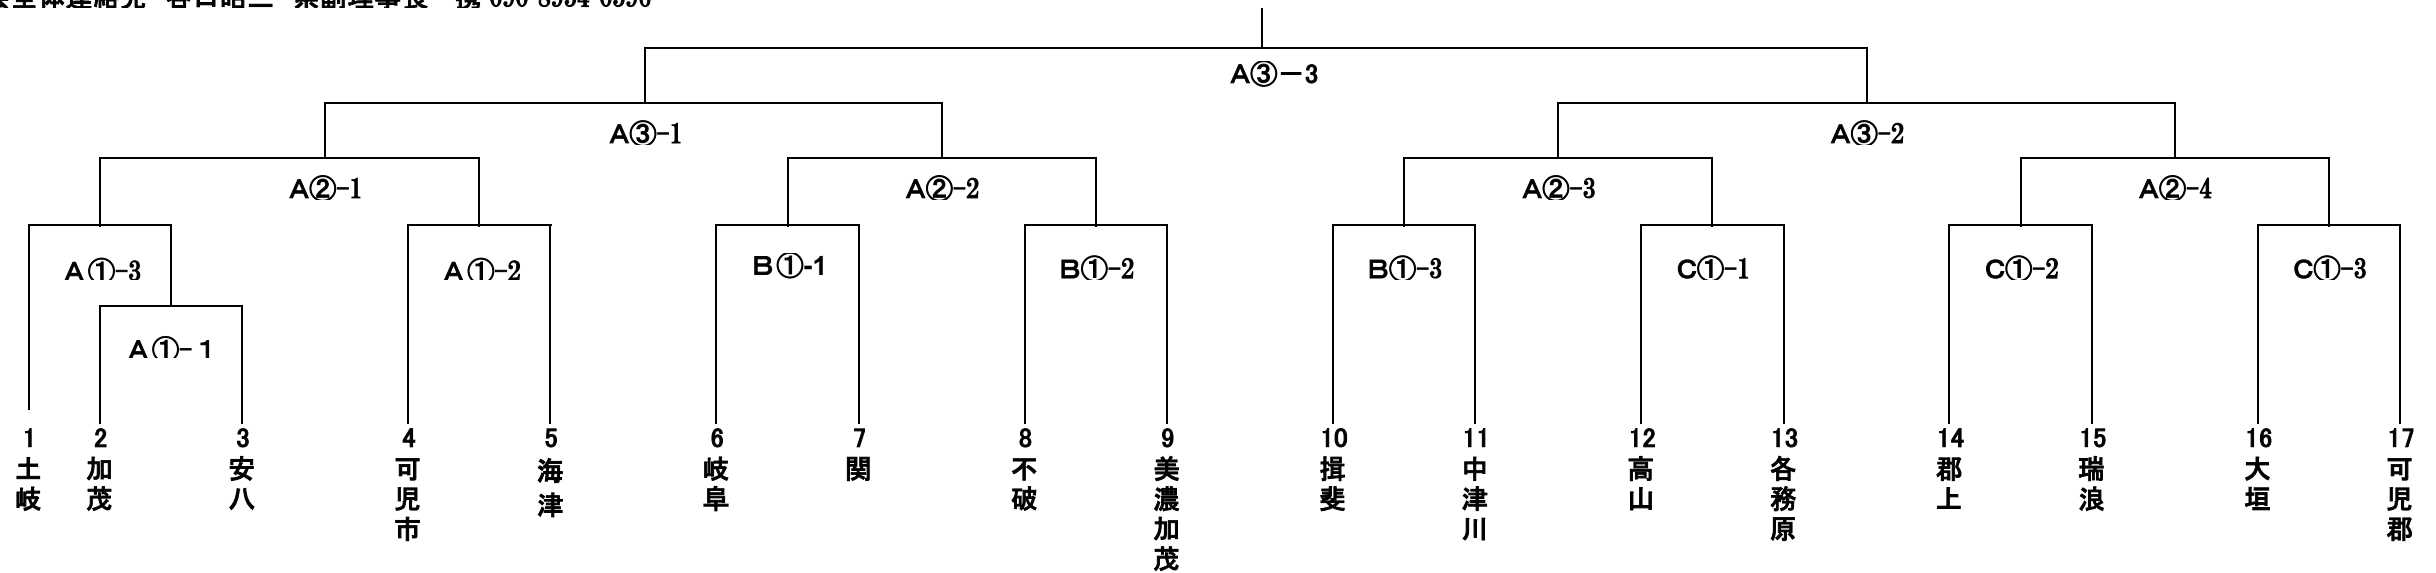 携 090-8954-0396
A③－3
A③-1
A③-2
A②-1
A②-2
A②-3
A②-4
A①-3
A①-2
B①-1
B①-2
B①-3
C①-1
C①-2
C①-3
A①-1
1 土岐
2 加茂
3 安八
4 可児市
5 海津
6 岐阜
7 関
8 不破
9 美濃加茂
10 揖斐
11 中津川
12 高山
13 各務原
14 郡上
15 瑞浪
16 大垣
17 可児郡